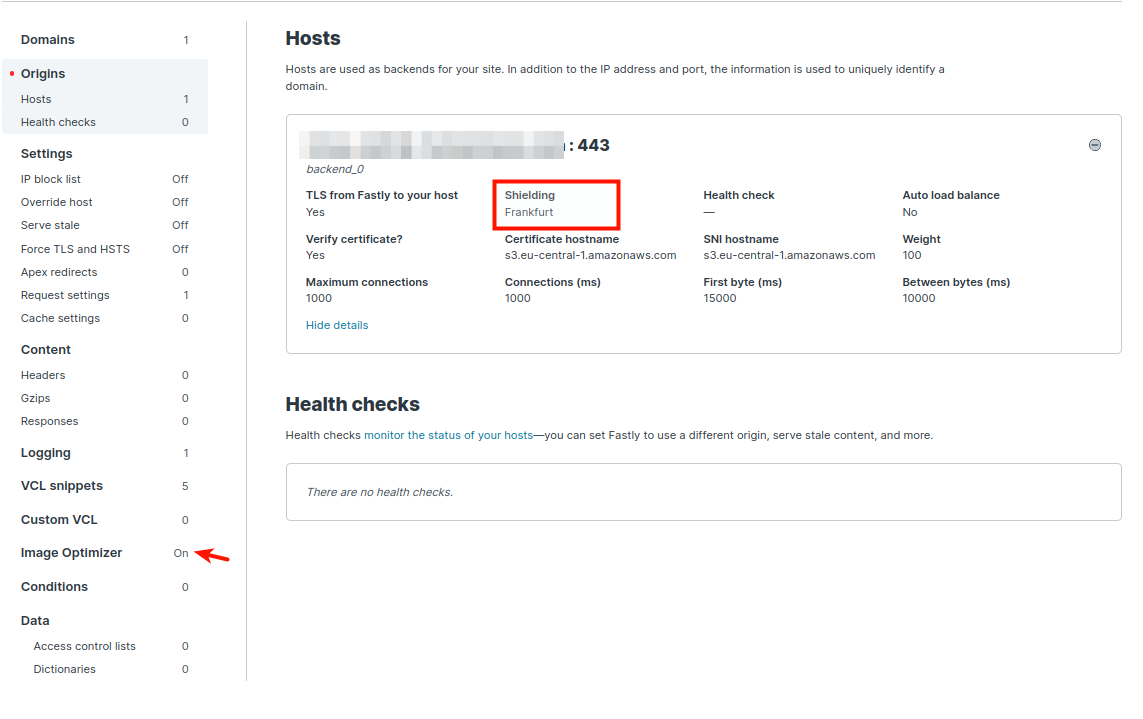 Domains 1
Origins
Hosts 1
Health checks 0
Settings
IP block list Off
Override host Off
Serve stale Off
Force TLS and HSTS Off
Apex redirects 0
Request settings 1
Cache settings 0
Content
Headers 0
Gzips 0
Responses 0
Logging 1
VCL snippets 5
Custom VCL 0
Image Optimizer On
Conditions 0
Data
Access control lists 0
Dictionaries 0
Hosts
Hosts are used as backends for your site. In addition to the IP address and port, the information is used to uniquely identify a
domain.
: 443
backend_0
TLS from Fastly to your host Shielding Health check Auto load balance
Yes Frankfurt — No
Verify certificate? Certificate hostname SNI hostname Weight
Yes s3.eu-central-1.amazonaws.com s3.eu-central-1.amazonaws.com 100
Maximum connections Connections (ms) First byte (ms) Between bytes (ms)
1000 1000 15000 10000
Hide details
Health checks
Health checks monitor the status of your hosts—you can set Fastly to use a different origin, serve stale content, and more.
There are no health checks.